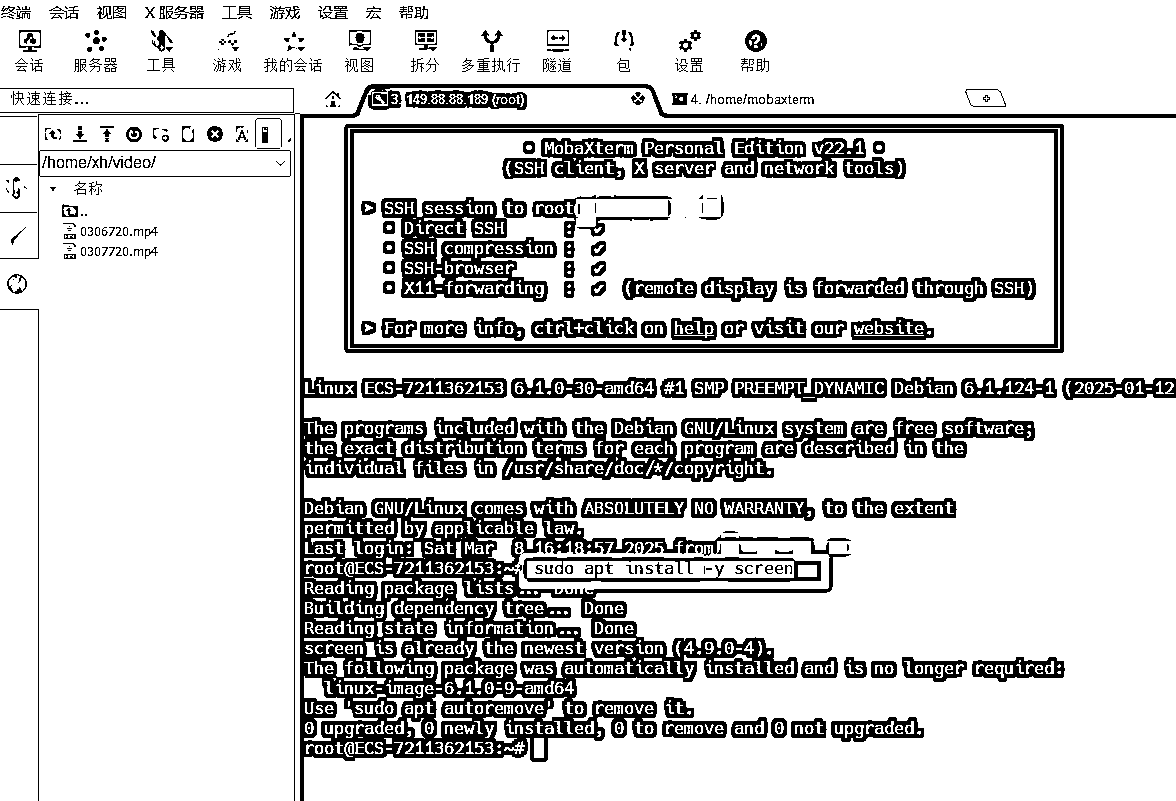 终端 会话 视图 X 服务器 工具 游戏 设置 宏 帮助
会话 服务器 工具 游戏 我的会话 视图 拆分 多重执行 隧道 包 设置 帮助
快速连接...
3. 149.88.88.189 (root)
4. /home/mobaxterm
/home/xh/video/
名称
..
0306720.mp4
0307720.mp4
MobaXterm Personal Edition v22.1
(SSH client, X server and network tools)
SSH session to root
Direct SSH :
SSH compression :
SSH-browser :
X11-forwarding : (remote display is forwarded through SSH)
For more info, ctrl+click on help or visit our website.
Linux ECS-7211362153 6.1.0-30-amd64 #1 SMP PREEMPT_DYNAMIC Debian 6.1.124-1 (2025-01-12
The programs included with the Debian GNU/Linux system are free software;
the exact distribution terms for each program are described in the
individual files in /usr/share/doc/*/copyright.
Debian GNU/Linux comes with ABSOLUTELY NO WARRANTY, to the extent
permitted by applicable law.
Last login: Sat Mar 8 16:18:57 2025 from
root@ECS-7211362153:~# sudo apt install -y screen
Reading package lists... Done
Building dependency tree... Done
Reading state information... Done
screen is already the newest version (4.9.0-4).
The following package was automatically installed and is no longer required:
linux-image-6.1.0-9-amd64
Use 'sudo apt autoremove' to remove it.
0 upgraded, 0 newly installed, 0 to remove and 0 not upgraded.
root@ECS-7211362153:~#